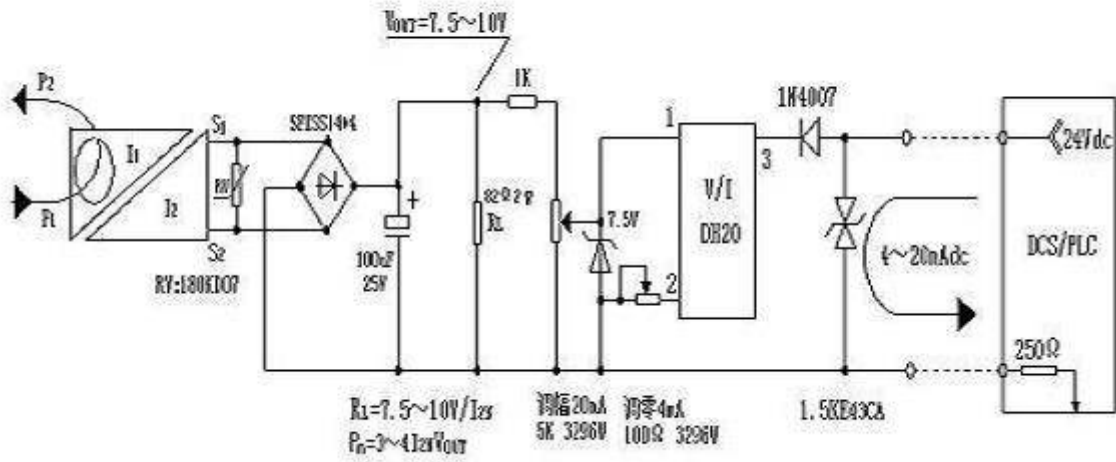 VOUT=7.5～10V
1K
P2
1N4007
S1
1
24Vdc
I1
3
RV
82Ω2W
V/I
I2
RL
7.5V
DH20
DCS/PLC
P1
+
4～20mAdc
S2
100uF
2
25V
RV:180KD07
250Ω
RL=7.5～10V/I2N
调幅20mA
调零4mA
1.5KE43CA
Pn=3～4I2NVOUT
5K 3296W
100Ω 3296W